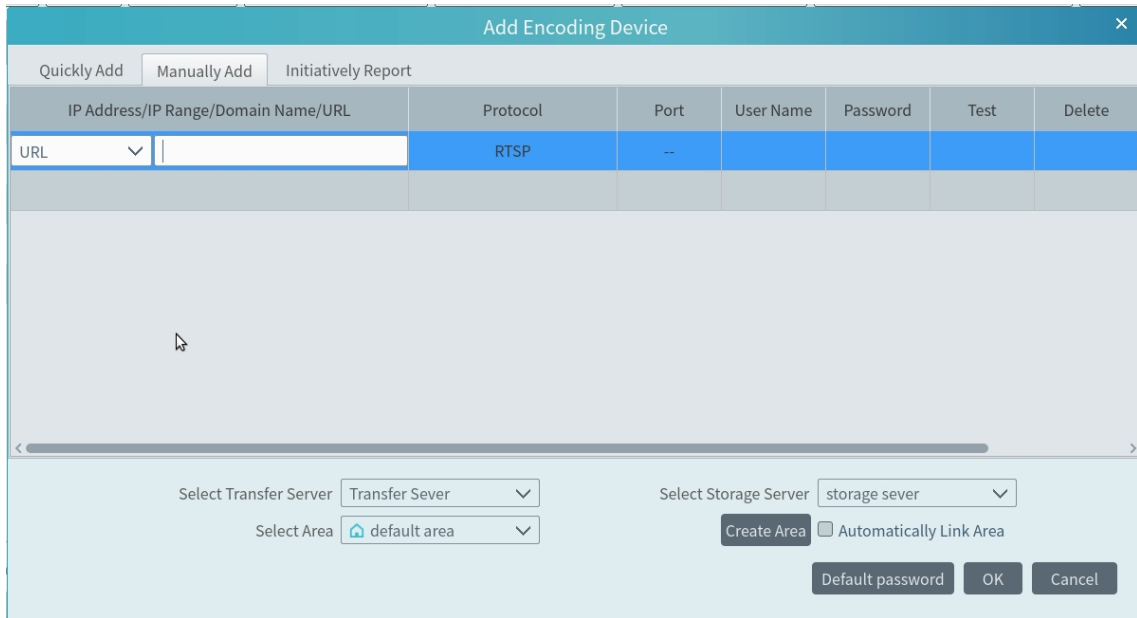 Add Encoding Device
Quickly Add Manually Add Initiatively Report
IP Address/IP Range/Domain Name/URL Protocol Port User Name Password Test Delete
URL RTSP --
Select Transfer Server Transfer Sever Select Storage Server storage sever
Select Area default area Create Area Automatically Link Area
Default password OK Cancel